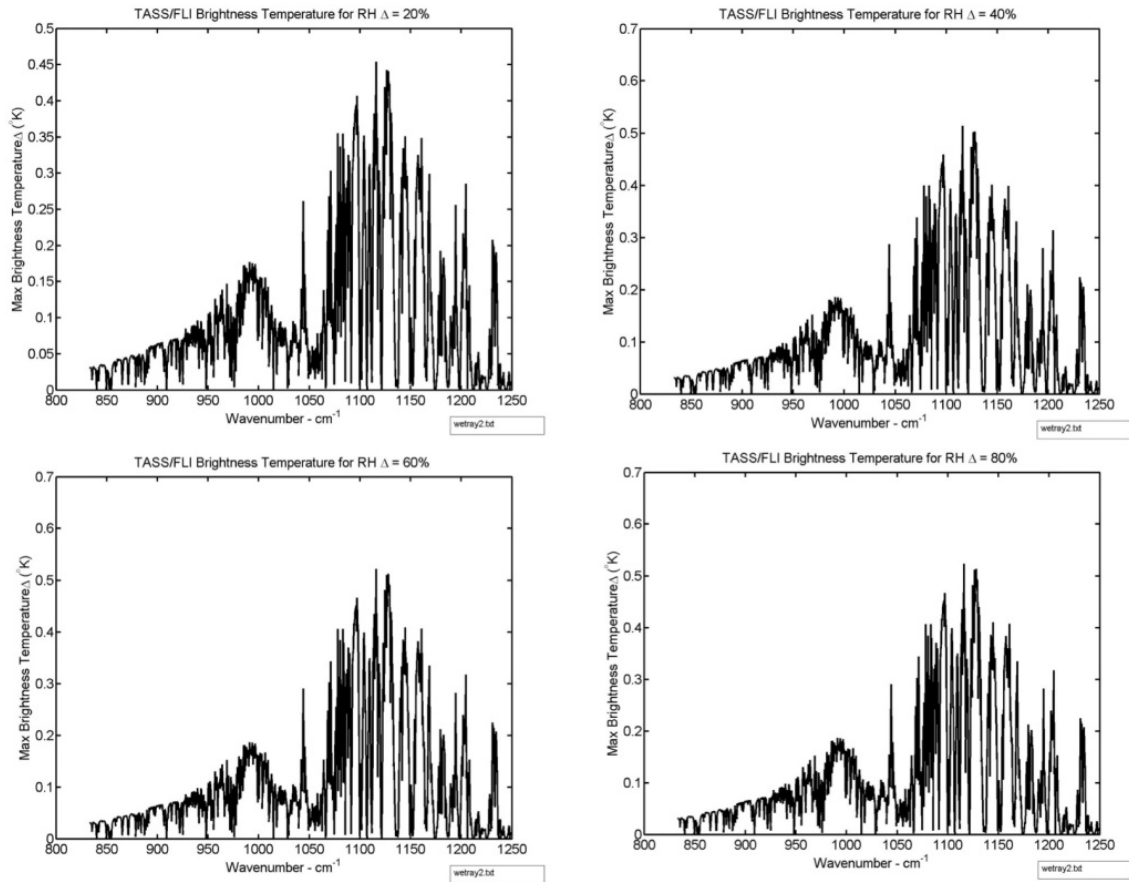 TASS/FLI Brightness Temperature for RH Δ = 20%
0.5
0.45
0.4
0.35
0.3
0.25
0.2
0.15
0.1
0.05
0
Max Brightness TemperatureΔ (°K)
800 850 900 950 1000 1050 1100 1150 1200 1250
Wavenumber - cm-1
wetray2.txt
TASS/FLI Brightness Temperature for RH Δ = 40%
0.7
0.6
0.5
0.4
0.3
0.2
0.1
0
Max Brightness TemperatureΔ (°K)
800 850 900 950 1000 1050 1100 1150 1200 1250
Wavenumber - cm-1
wetray2.txt
TASS/FLI Brightness Temperature for RH Δ = 60%
0.7
0.6
0.5
0.4
0.3
0.2
0.1
0
Max Brightness TemperatureΔ (°K)
800 850 900 950 1000 1050 1100 1150 1200 1250
Wavenumber - cm-1
wetray2.txt
TASS/FLI Brightness Temperature for RH Δ = 80%
0.7
0.6
0.5
0.4
0.3
0.2
0.1
0
Max Brightness TemperatureΔ (°K)
800 850 900 950 1000 1050 1100 1150 1200 1250
Wavenumber - cm-1
wetray2.txt